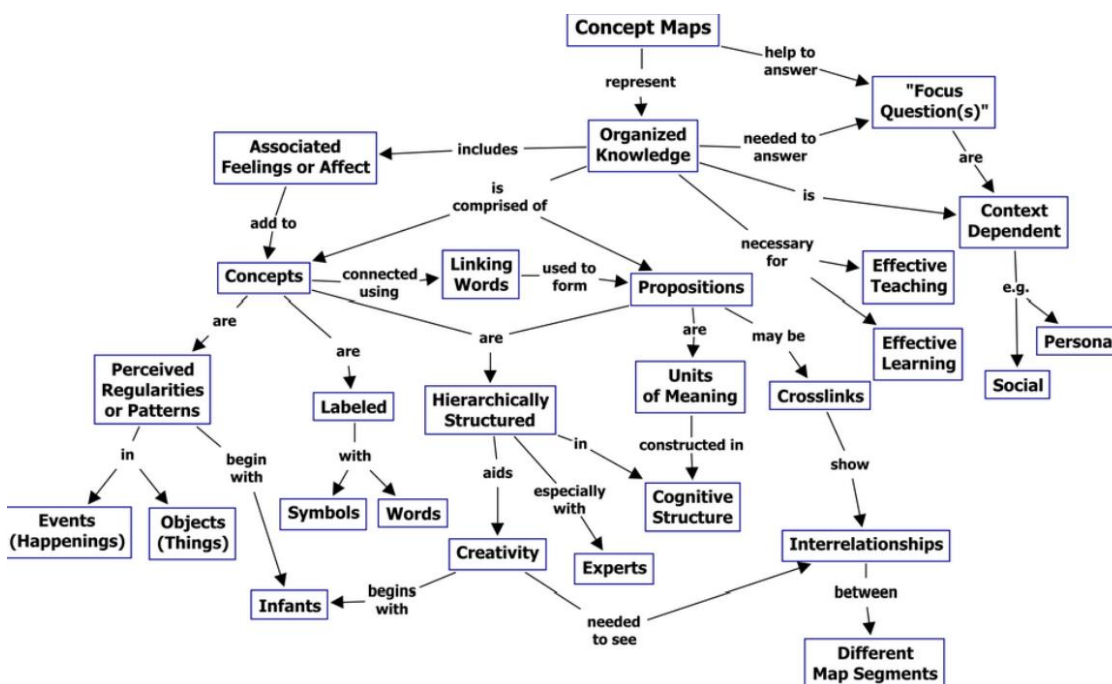 Concept Maps
help to
answer
represent
"Focus
Question(s)"
Organized
Knowledge
needed to
answer
Associated
Feelings or Affect
includes
are
is
comprised of
is
Context
Dependent
add to
necessary
for
Concepts
connected
using
Linking
Words
used to
form
Propositions
Effective
Teaching
e.g.
are
are
are
may be
Effective
Learning
Persona
Perceived
Regularities
or Patterns
Labeled
Hierarchically
Structured
Units
of Meaning
Crosslinks
Social
in
begin
with
with
aids
in
constructed in
show
especially
with
Events
(Happenings)
Objects
(Things)
Symbols
Words
Cognitive
Structure
Creativity
Experts
Interrelationships
Infants
begins
with
needed
to see
between
Different
Map Segments